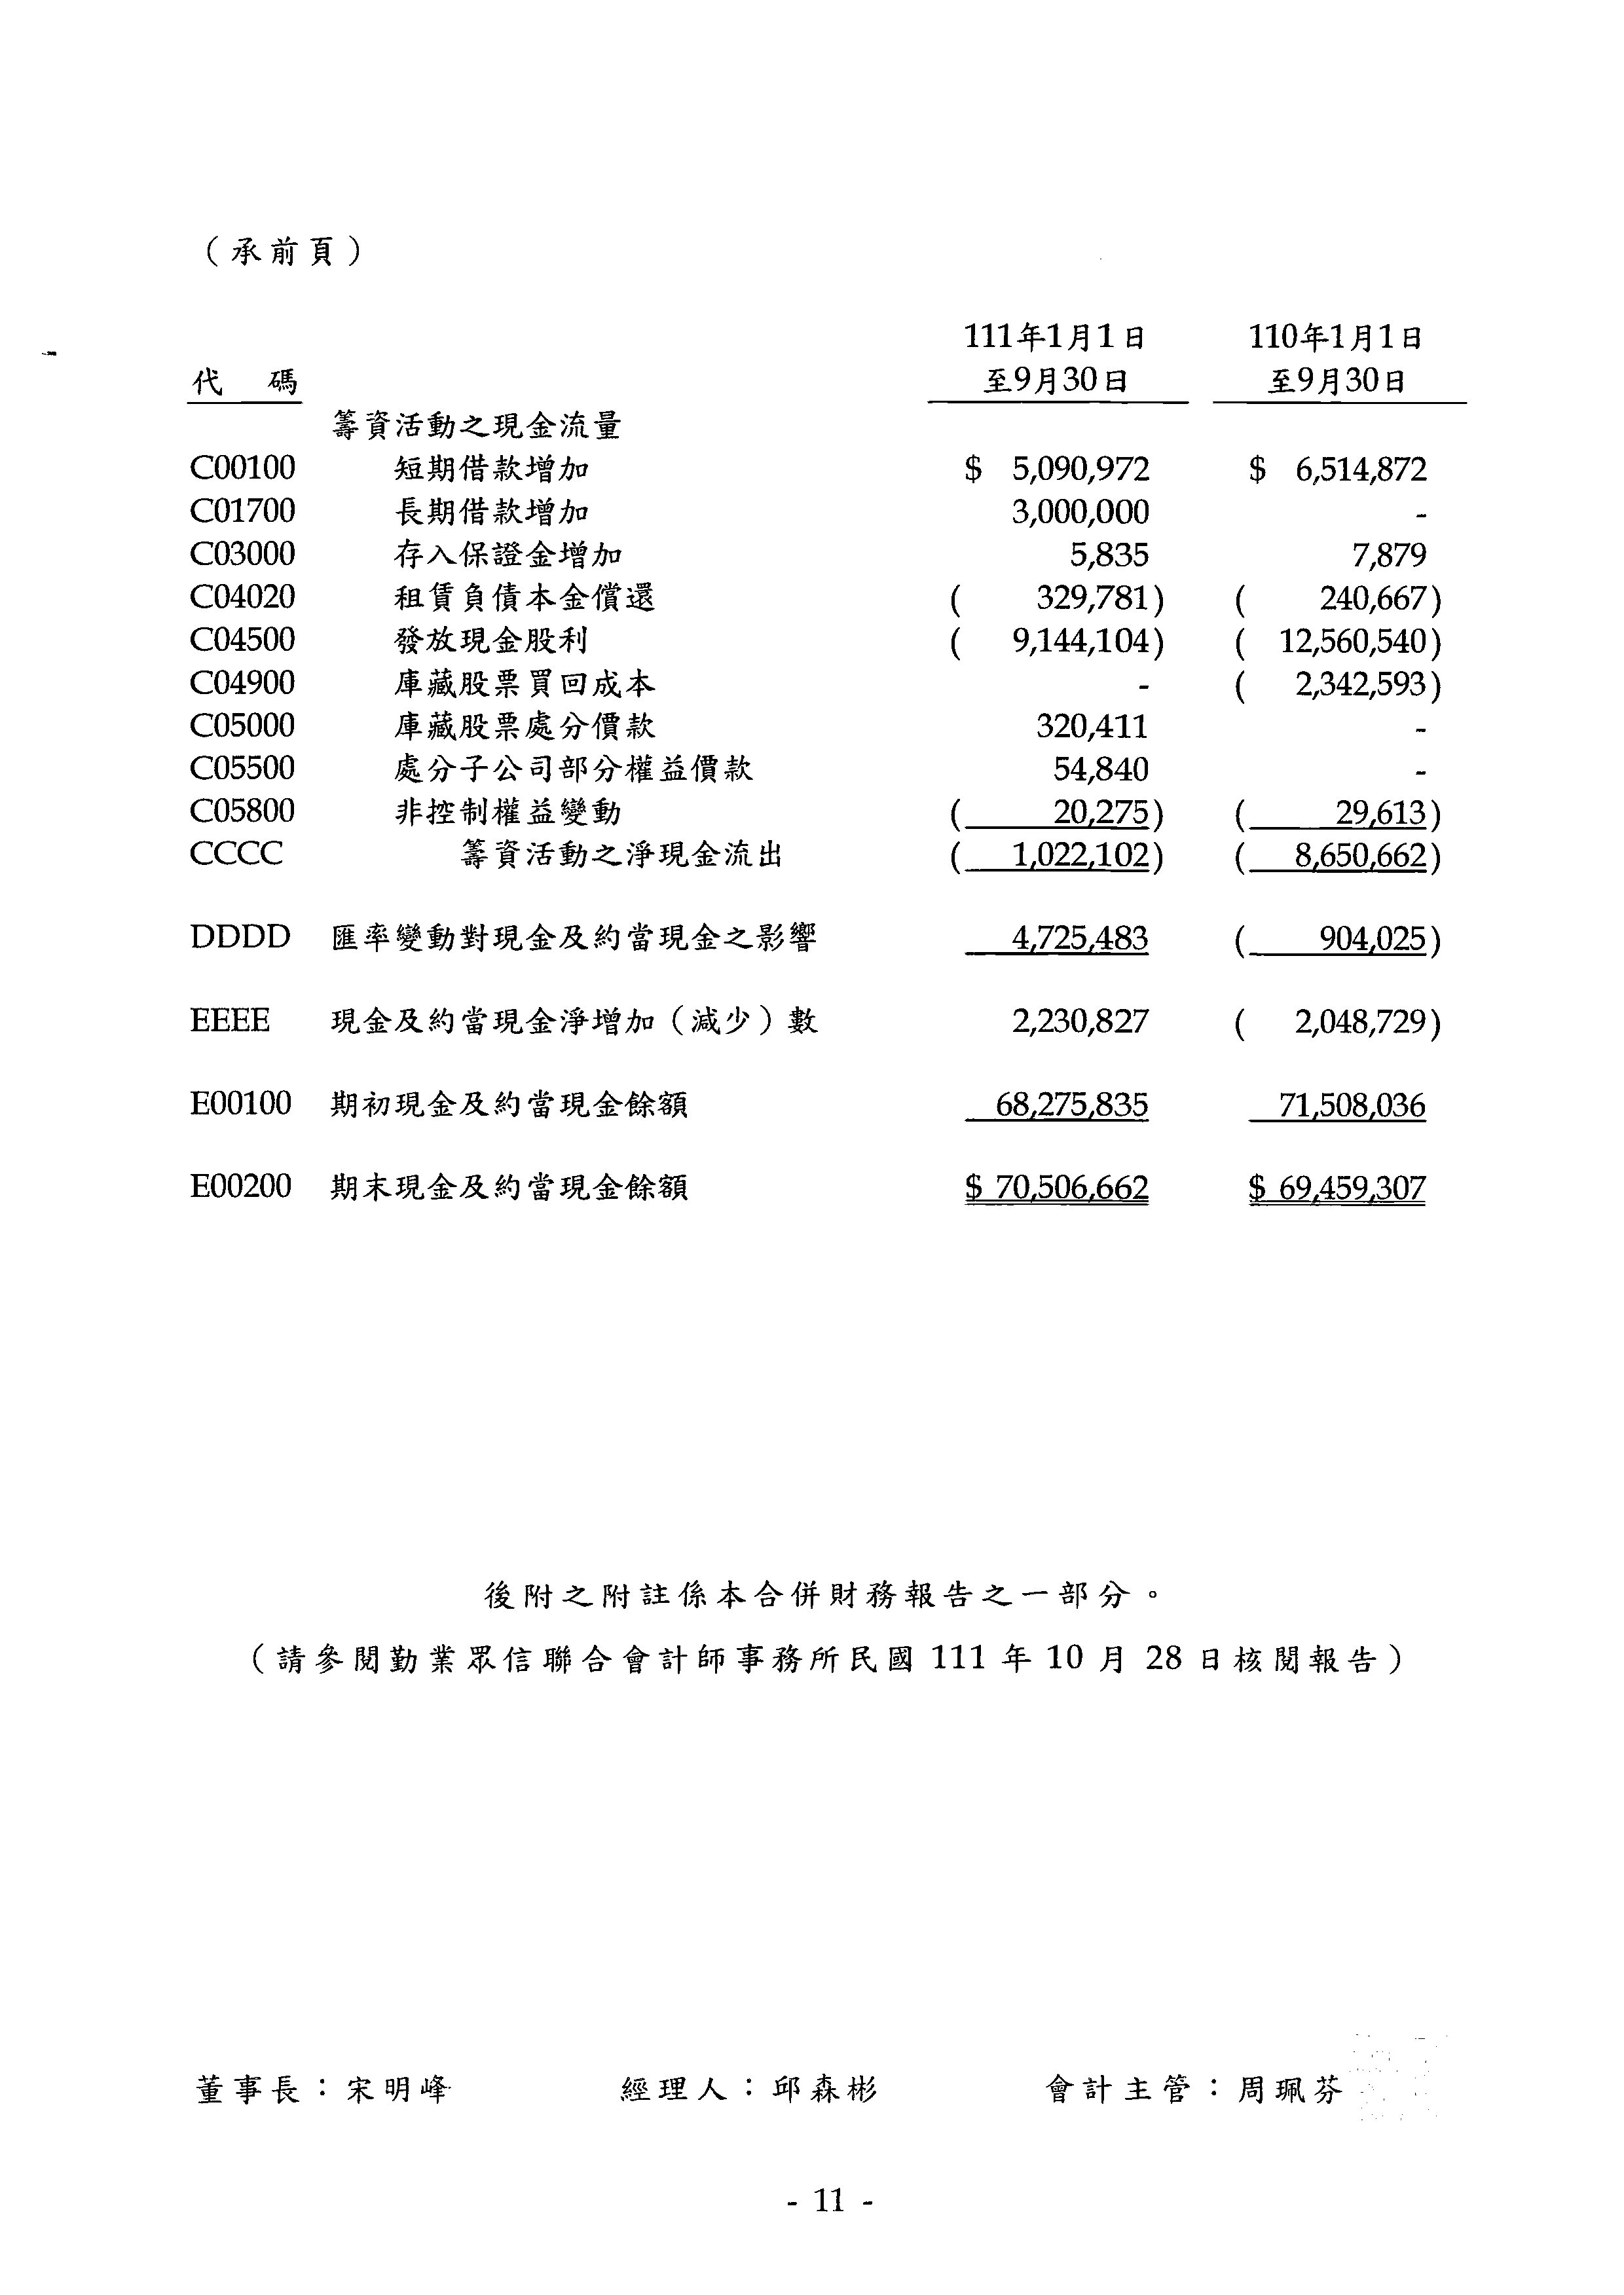 （承前頁）
111年1月1日 110年1月1日
代 碼 至9月30日 至9月30日
籌資活動之現金流量
C00100 短期借款增加 $ 5,090,972 $ 6,514,872
C01700 長期借款增加 3,000,000 -
C03000 存入保證金增加 5,835 7,879
C04020 租賃負債本金償還 ( 329,781) ( 240,667)
C04500 發放現金股利 ( 9,144,104) ( 12,560,540)
C04900 庫藏股票買回成本 - ( 2,342,593)
C05000 庫藏股票處分價款 320,411 -
C05500 處分子公司部分權益價款 54,840 -
C05800 非控制權益變動 ( 20,275) ( 29,613)
CCCC 籌資活動之淨現金流出 ( 1,022,102) ( 8,650,662)
DDDD 匯率變動對現金及約當現金之影響 4,725,483 ( 904,025)
EEEE 現金及約當現金淨增加（減少）數 2,230,827 ( 2,048,729)
E00100 期初現金及約當現金餘額 68,275,835 71,508,036
E00200 期末現金及約當現金餘額 $ 70,506,662 $ 69,459,307
後附之附註係本合併財務報告之一部分。
（請參閱勤業眾信聯合會計師事務所民國 111 年 10 月 28 日核閱報告）
董事長：宋明峰 經理人：邱森彬 會計主管：周珮芬
- 11 -